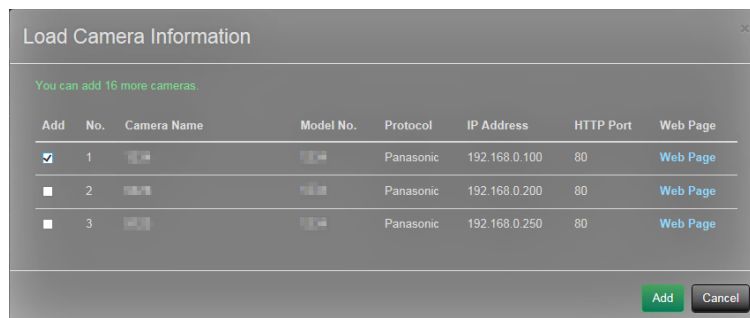 Load Camera Information
×
You can add 16 more cameras.
Add No. Camera Name Model No. Protocol IP Address HTTP Port Web Page
1 Panasonic 192.168.0.100 80 Web Page
2 Panasonic 192.168.0.200 80 Web Page
3 Panasonic 192.168.0.250 80 Web Page
Add Cancel